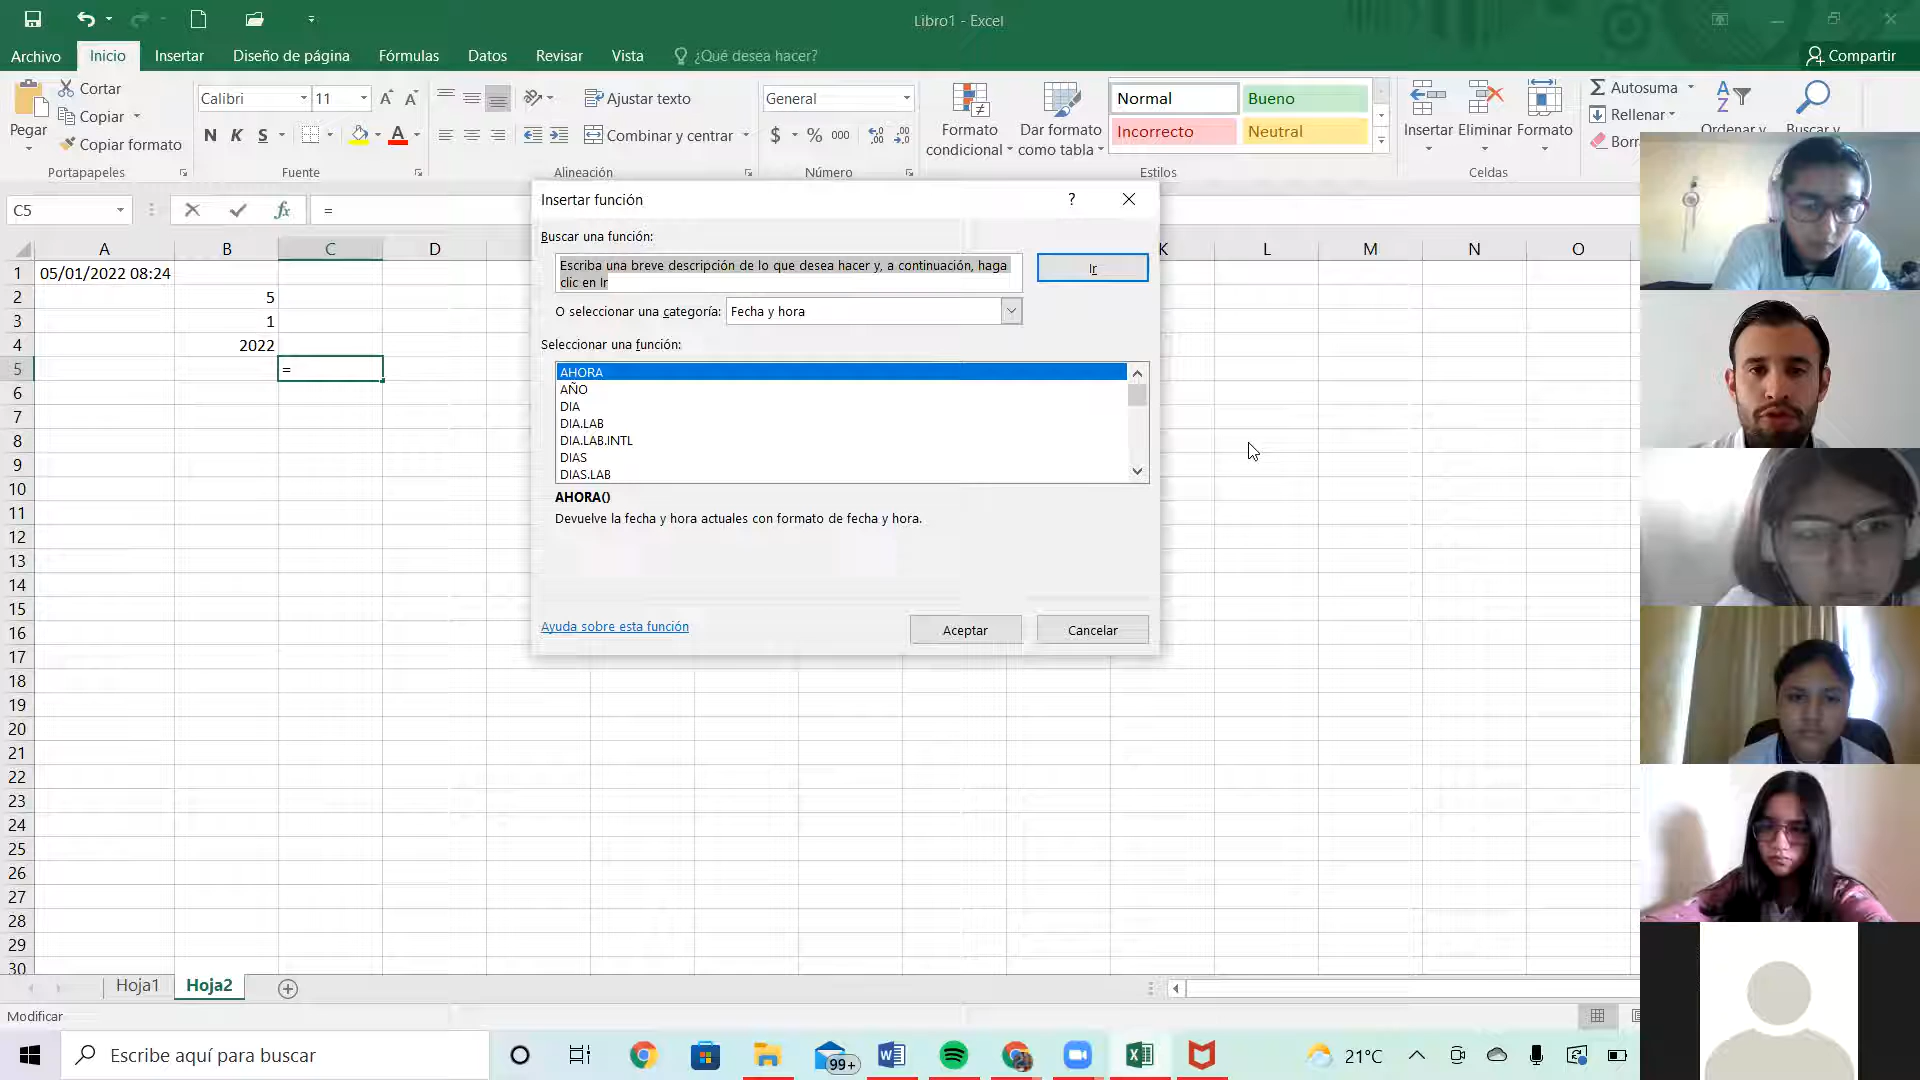 Libro1 - Excel
Archivo Inicio Insertar Diseño de página Fórmulas Datos Revisar Vista ¿Qué desea hacer? Compartir
Pegar Cortar Copiar Copiar formato
Portapapeles
Calibri 11
N K S A
Fuente
Ajustar texto
Combinar y centrar
Alineación
General
$ % 000
Número
Formato condicional
Dar formato como tabla
Normal Bueno
Incorrecto Neutral
Estilos
Insertar Eliminar Formato
Celdas
Autosuma
Rellenar
Ordenar y
C5 fx =
A B C D K L M N O
1 05/01/2022 08:24
2 5
3 1
4 2022
5 =
6
7
8
9
10
11
12
13
14
15
16
17
18
19
20
21
22
23
24
25
26
27
28
29
30
Insertar función ?
Buscar una función:
Escriba una breve descripción de lo que desea hacer y, a continuación, haga
clic en Ir
Ir
O seleccionar una categoría: Fecha y hora
Seleccionar una función:
AHORA
AÑO
DIA
DIA.LAB
DIA.LAB.INTL
DIAS
DIAS.LAB
AHORA()
Devuelve la fecha y hora actuales con formato de fecha y hora.
Ayuda sobre esta función Aceptar Cancelar
Hoja1 Hoja2
Modificar
Escribe aquí para buscar 99+ 21°C